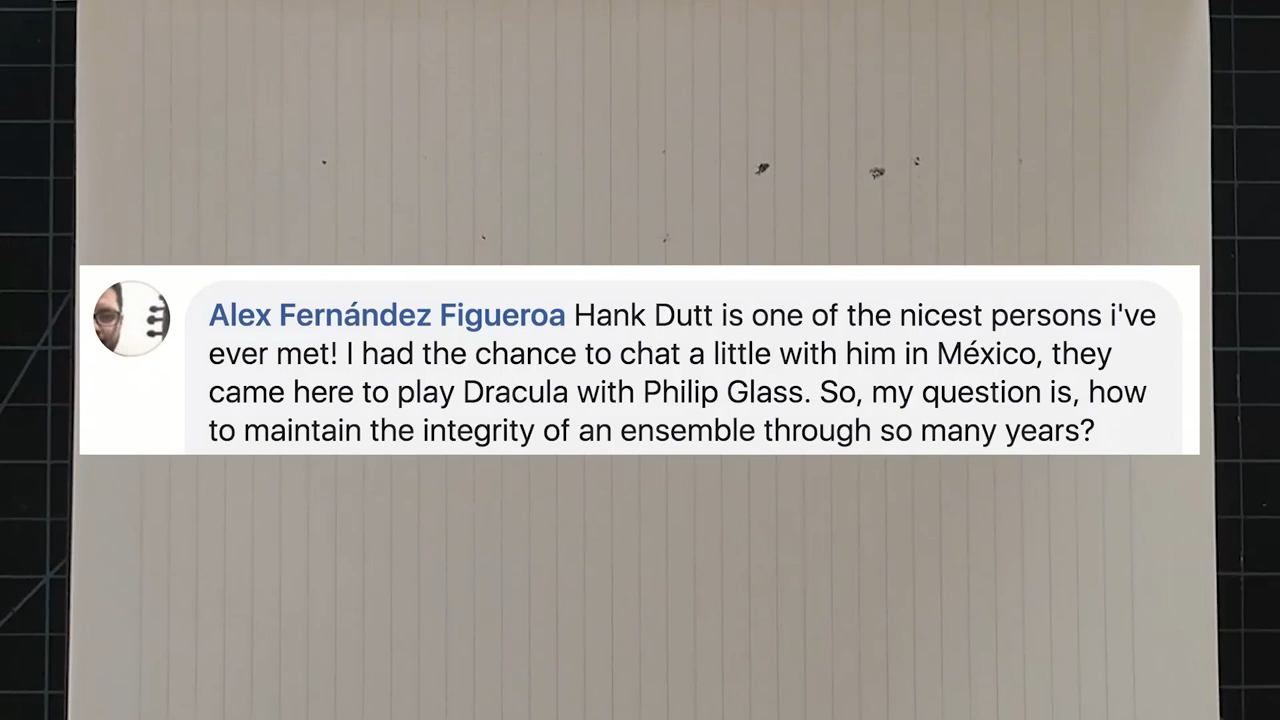 Alex Fernández Figueroa Hank Dutt is one of the nicest persons i've
ever met! I had the chance to chat a little with him in México, they
came here to play Dracula with Philip Glass. So, my question is, how
to maintain the integrity of an ensemble through so many years?